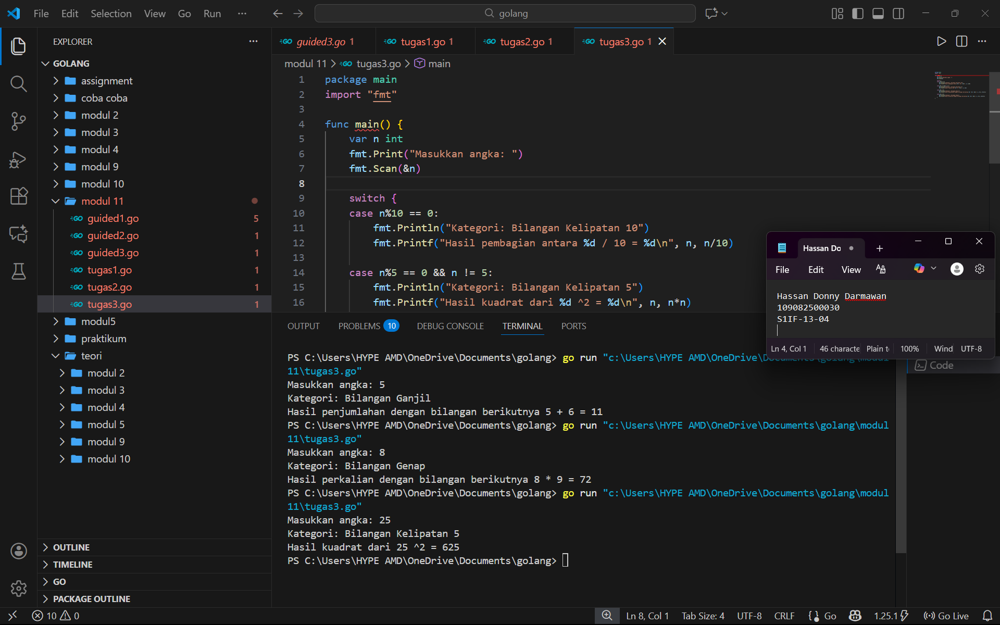 File Edit Selection View Go Run
golang
EXPLORER
GOLANG
assignment
coba coba
modul 2
modul 3
modul 4
modul 9
modul 10
modul 11
guided1.go 5
guided2.go 1
guided3.go 1
tugas1.go 1
tugas2.go 1
tugas3.go 1
modul5
praktikum
teori
modul 2
modul 3
modul 4
modul 5
modul 9
modul 10
OUTLINE
TIMELINE
GO
PACKAGE OUTLINE
guided3.go 1 tugas1.go 1 tugas2.go 1 tugas3.go 1
modul 11 > tugas3.go > main
1 package main
2 import "fmt"
3
4 func main() {
5 var n int
6 fmt.Print("Masukkan angka: ")
7 fmt.Scan(&n)
8
9 switch {
10 case n%10 == 0:
11 fmt.Println("Kategori: Bilangan Kelipatan 10")
12 fmt.Printf("Hasil pembagian antara %d / 10 = %d\n", n, n/10)
13
14 case n%5 == 0 && n != 5:
15 fmt.Println("Kategori: Bilangan Kelipatan 5")
16 fmt.Printf("Hasil kuadrat dari %d ^2 = %d\n", n, n*n)
OUTPUT PROBLEMS 10 DEBUG CONSOLE TERMINAL PORTS
PS C:\Users\HYPE AMD\OneDrive\Documents\golang> go run "c:\Users\HYPE AMD\OneDrive\Documents\golang\modul
11\tugas3.go"
Masukkan angka: 5
Kategori: Bilangan Ganjil
Hasil penjumlahan dengan bilangan berikutnya 5 + 6 = 11
PS C:\Users\HYPE AMD\OneDrive\Documents\golang> go run "c:\Users\HYPE AMD\OneDrive\Documents\golang\modul
11\tugas3.go"
Masukkan angka: 8
Kategori: Bilangan Genap
Hasil perkalian dengan bilangan berikutnya 8 * 9 = 72
PS C:\Users\HYPE AMD\OneDrive\Documents\golang> go run "c:\Users\HYPE AMD\OneDrive\Documents\golang\modul
11\tugas3.go"
Masukkan angka: 25
Kategori: Bilangan Kelipatan 5
Hasil kuadrat dari 25 ^2 = 625
PS C:\Users\HYPE AMD\OneDrive\Documents\golang>
Code
Hassan Do
File Edit View
Hassan Donny Darmawan
109082500030
S1IF-13-04
Ln 4, Col 1 46 characte Plain t 100% Wind UTF-8
10 0
Ln 8, Col 1 Tab Size: 4 UTF-8 CRLF Go 1.25.1 Go Live